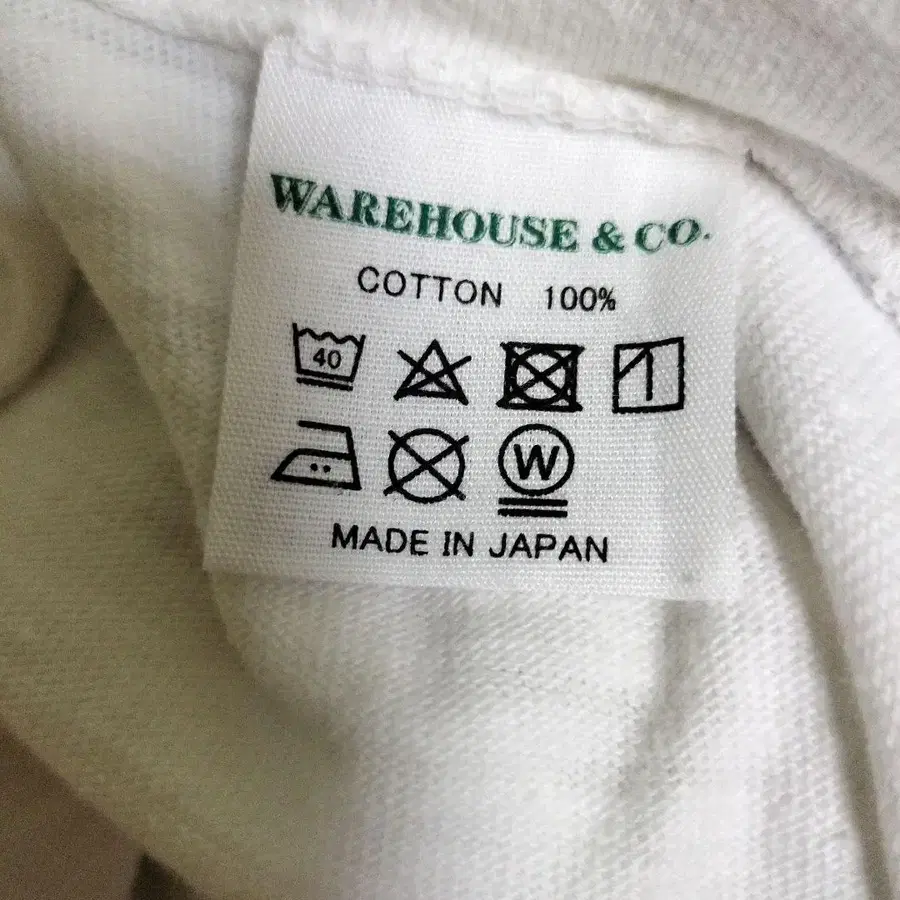 WAREHOUSE & CO.
COTTON 100%
40
W
MADE IN JAPAN